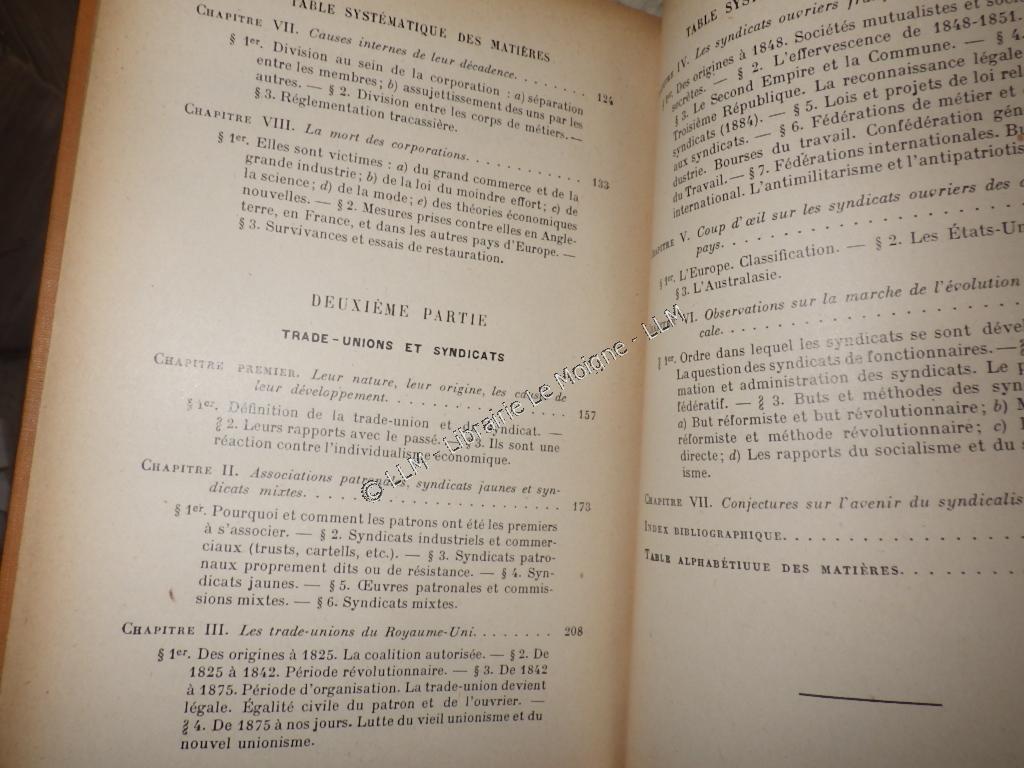 TABLE SYSTÉMATIQUE DES MATIÈRES
CHAPITRE VII. Causes internes de leur décadence. . . . . . . . 124
§ 1er. Division au sein de la corporation : a) séparation
entre les membres; b) assujettissement des uns par les
autres. — § 2. Division entre les corps de métiers. —
§ 3. Réglementation tracassière.
CHAPITRE VIII. La mort des corporations. . . . . . . . . . . 133
§ 1er. Elles sont victimes : a) du grand commerce et de la
grande industrie; b) de la loi du moindre effort; c) de
la science; d) de la mode; e) des théories économiques
nouvelles. — § 2. Mesures prises contre elles en Angle-
terre, en France, et dans les autres pays d'Europe. —
§ 3. Survivances et essais de restauration.
DEUXIÈME PARTIE
TRADE-UNIONS ET SYNDICATS
CHAPITRE PREMIER. Leur nature, leur origine, les causes de
leur développement. . . . . . . . . . . . . . . . 157
§ 1er. Définition de la trade-union et du syndicat. —
§ 2. Leurs rapports avec le passé. — § 3. Ils sont une
réaction contre l'individualisme économique.
CHAPITRE II. Associations patronales, syndicats jaunes et syn-
dicats mixtes. . . . . . . . . . . . . . . . . . . 173
§ 1er. Pourquoi et comment les patrons ont été les premiers
à s'associer. — § 2. Syndicats industriels et commer-
ciaux (trusts, cartells, etc.). — § 3. Syndicats patro-
naux proprement dits ou de résistance. — § 4. Syn-
dicats jaunes. — § 5. Œuvres patronales et commis-
sions mixtes. — § 6. Syndicats mixtes.
CHAPITRE III. Les trade-unions du Royaume-Uni. . . . . . . . 208
§ 1er. Des origines à 1825. La coalition autorisée. — § 2. De
1825 à 1842. Période révolutionnaire. — § 3. De 1842
à 1875. Période d'organisation. La trade-union devient
légale. Égalité civile du patron et de l'ouvrier. —
§ 4. De 1875 à nos jours. Lutte du vieil unionisme et du
nouvel unionisme.
TABLE SYS
IV. Les syndicats ouvriers
1er. Des origines à 1848. Sociétés mutualistes et
secrètes. — § 2. L'effervescence de 1848-1851.
§ 3. Le Second Empire et la Commune. — § 4.
Troisième République. La reconnaissance légale
syndicats (1884). — § 5. Lois et projets de loi
aux syndicats. — § 6. Fédérations de métier et
dustrie. Bourses du travail. Confédération
du Travail. — § 7. Fédérations internationales.
international. L'antimilitarisme et l'antipatriotis
V. Coup d'œil sur les syndicats ouvriers des
pays. . . . . . . . . . . . . . . . . .
§ 1er. L'Europe. Classification. — § 2. Les États-Un
§ 3. L'Australasie.
VI. Observations sur la marche de l'évolution
cale. . . . . . . . . . . . . . . . . .
§ 1er. Ordre dans lequel les syndicats se sont dével
La question des syndicats de fonctionnaires. — §
mation et administration des syndicats. Le p
fédératif. — § 3. Buts et méthodes des syn
a) But réformiste et but révolutionnaire; b) M
réformiste et méthode révolutionnaire; c)
directe; d) Les rapports du socialisme et du s
isme.
CHAPITRE VII. Conjectures sur l'avenir du syndicalis
INDEX BIBLIOGRAPHIQUE. . . . . . . . . . . . .
TABLE ALPHABÉTIUUE DES MATIÈRES. . . . . . . . .
© LLM - Librairie Le Moigne - LLM